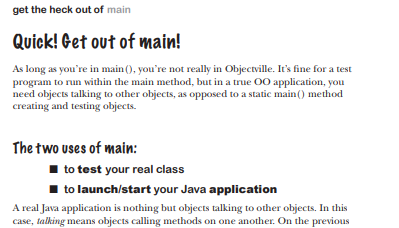 get the heck out of main
Quick! Get out of main!
As long as you're in main(), you're not really in Objectville. It's fine for a test
program to run within the main method, but in a true OO application, you
need objects talking to other objects, as opposed to a static main() method
creating and testing objects.
The two uses of main:
■ to test your real class
■ to launch/start your Java application
A real Java application is nothing but objects talking to other objects. In this
case, talking means objects calling methods on one another. On the previous